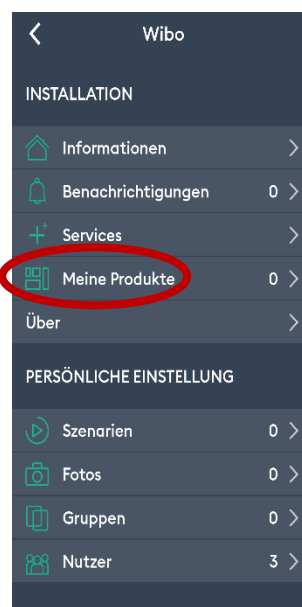 Wibo
INSTALLATION
Informationen
Benachrichtigungen 0
Services
Meine Produkte 0
Über
PERSÖNLICHE EINSTELLUNG
Szenarien 0
Fotos 0
Gruppen 0
Nutzer 3